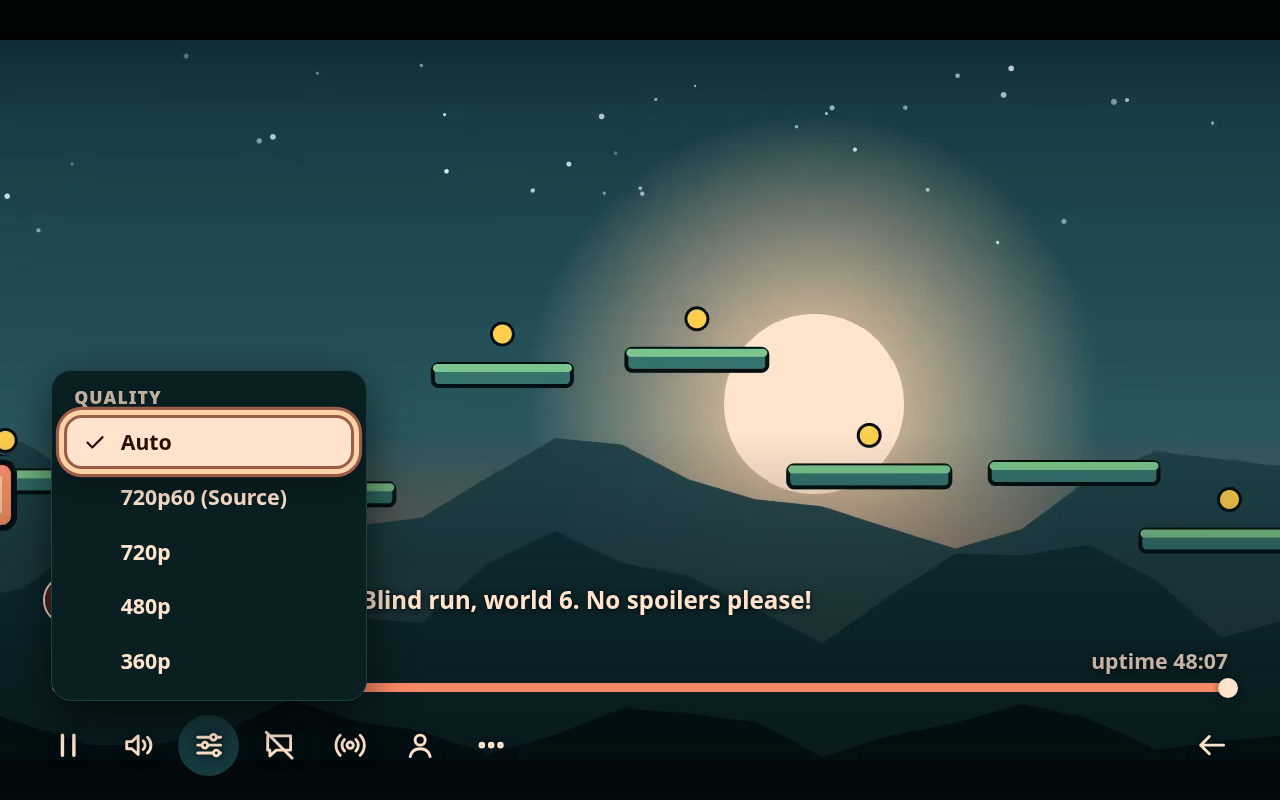 QUALITY
Auto
720p60 (Source)
720p
480p
360p
Blind run, world 6. No spoilers please!
uptime 48:07